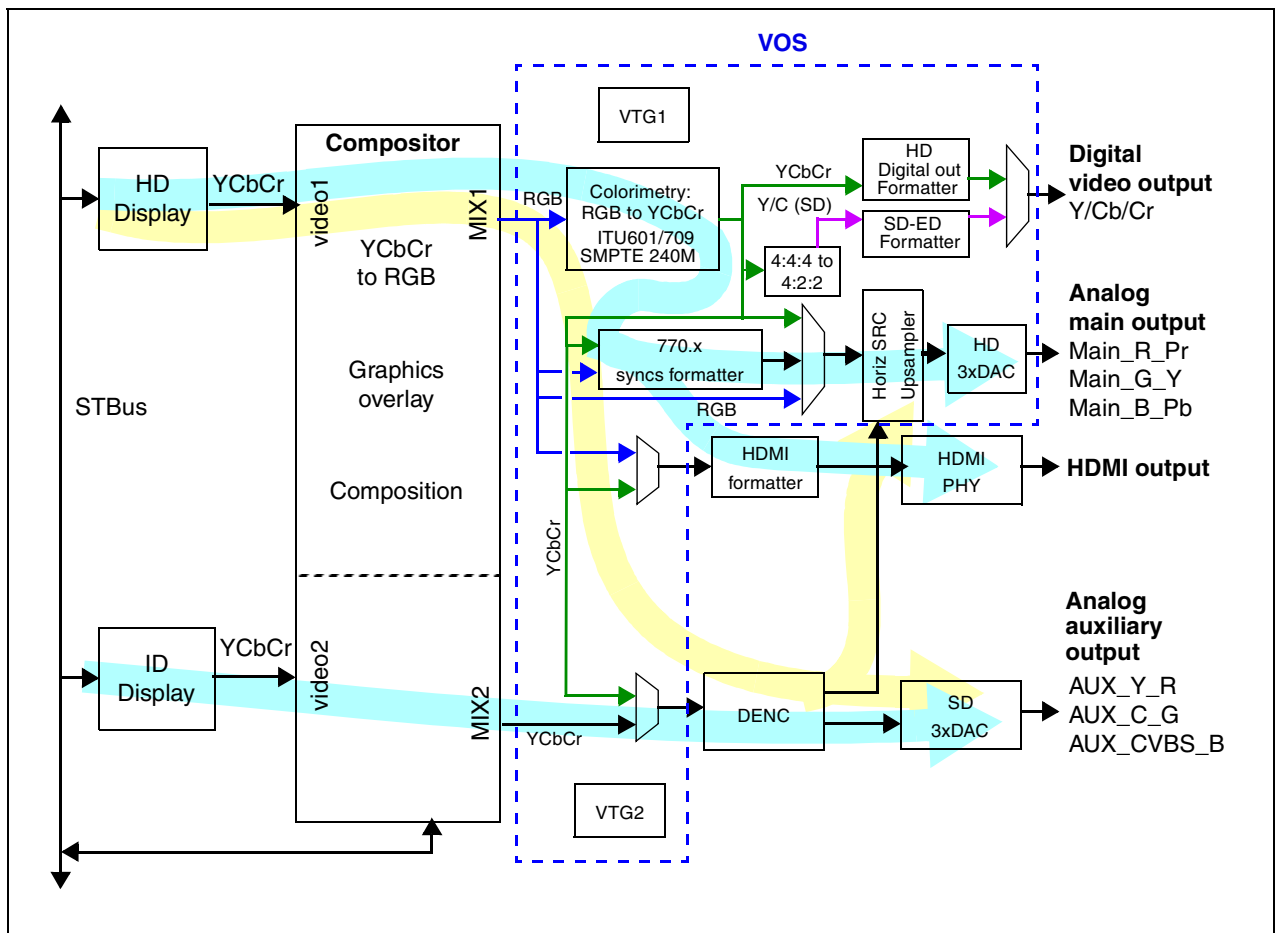 VOS
VTG1
STBus
HD
Display
YCbCr
Compositor
video1
MIX1
YCbCr
to RGB
Graphics
overlay
Composition
RGB
Colorimetry:
RGB to YCbCr
ITU601/709
SMPTE 240M
YCbCr
Y/C (SD)
HD
Digital out
Formatter
SD-ED
Formatter
4:4:4 to
4:2:2
Digital
video output
Y/Cb/Cr
770.x
syncs formatter
RGB
Horiz SRC
Upsampler
HD
3xDAC
Analog
main output
Main_R_Pr
Main_G_Y
Main_B_Pb
HDMI
formatter
HDMI
PHY
HDMI output
YCbCr
ID
Display
YCbCr
video2
MIX2
YCbCr
DENC
SD
3xDAC
Analog
auxiliary
output
AUX_Y_R
AUX_C_G
AUX_CVBS_B
VTG2